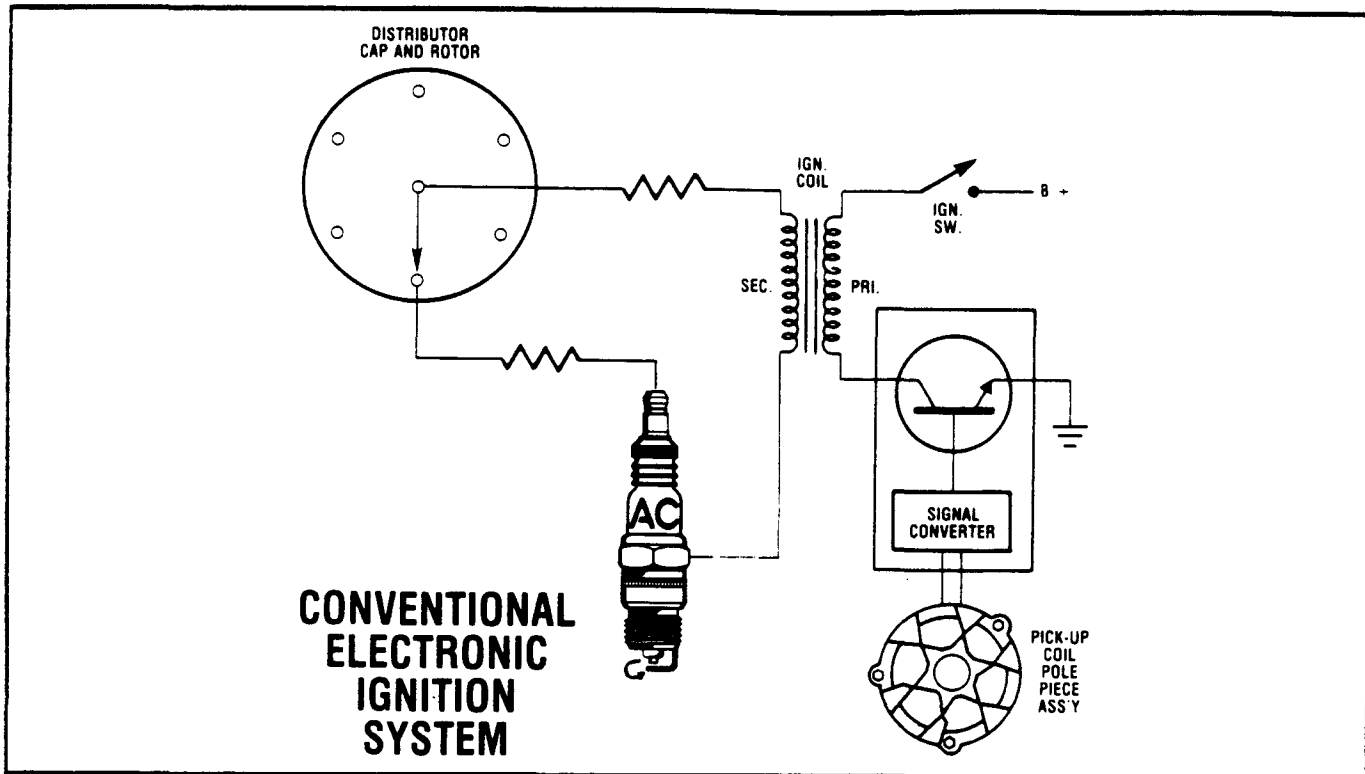 DISTRIBUTOR
CAP AND ROTOR
IGN.
COIL
B +
IGN.
SW.
SEC.
PRI.
SIGNAL
CONVERTER
AC
PICK-UP
COIL
POLE
PIECE
ASS'Y
CONVENTIONAL
ELECTRONIC
IGNITION
SYSTEM